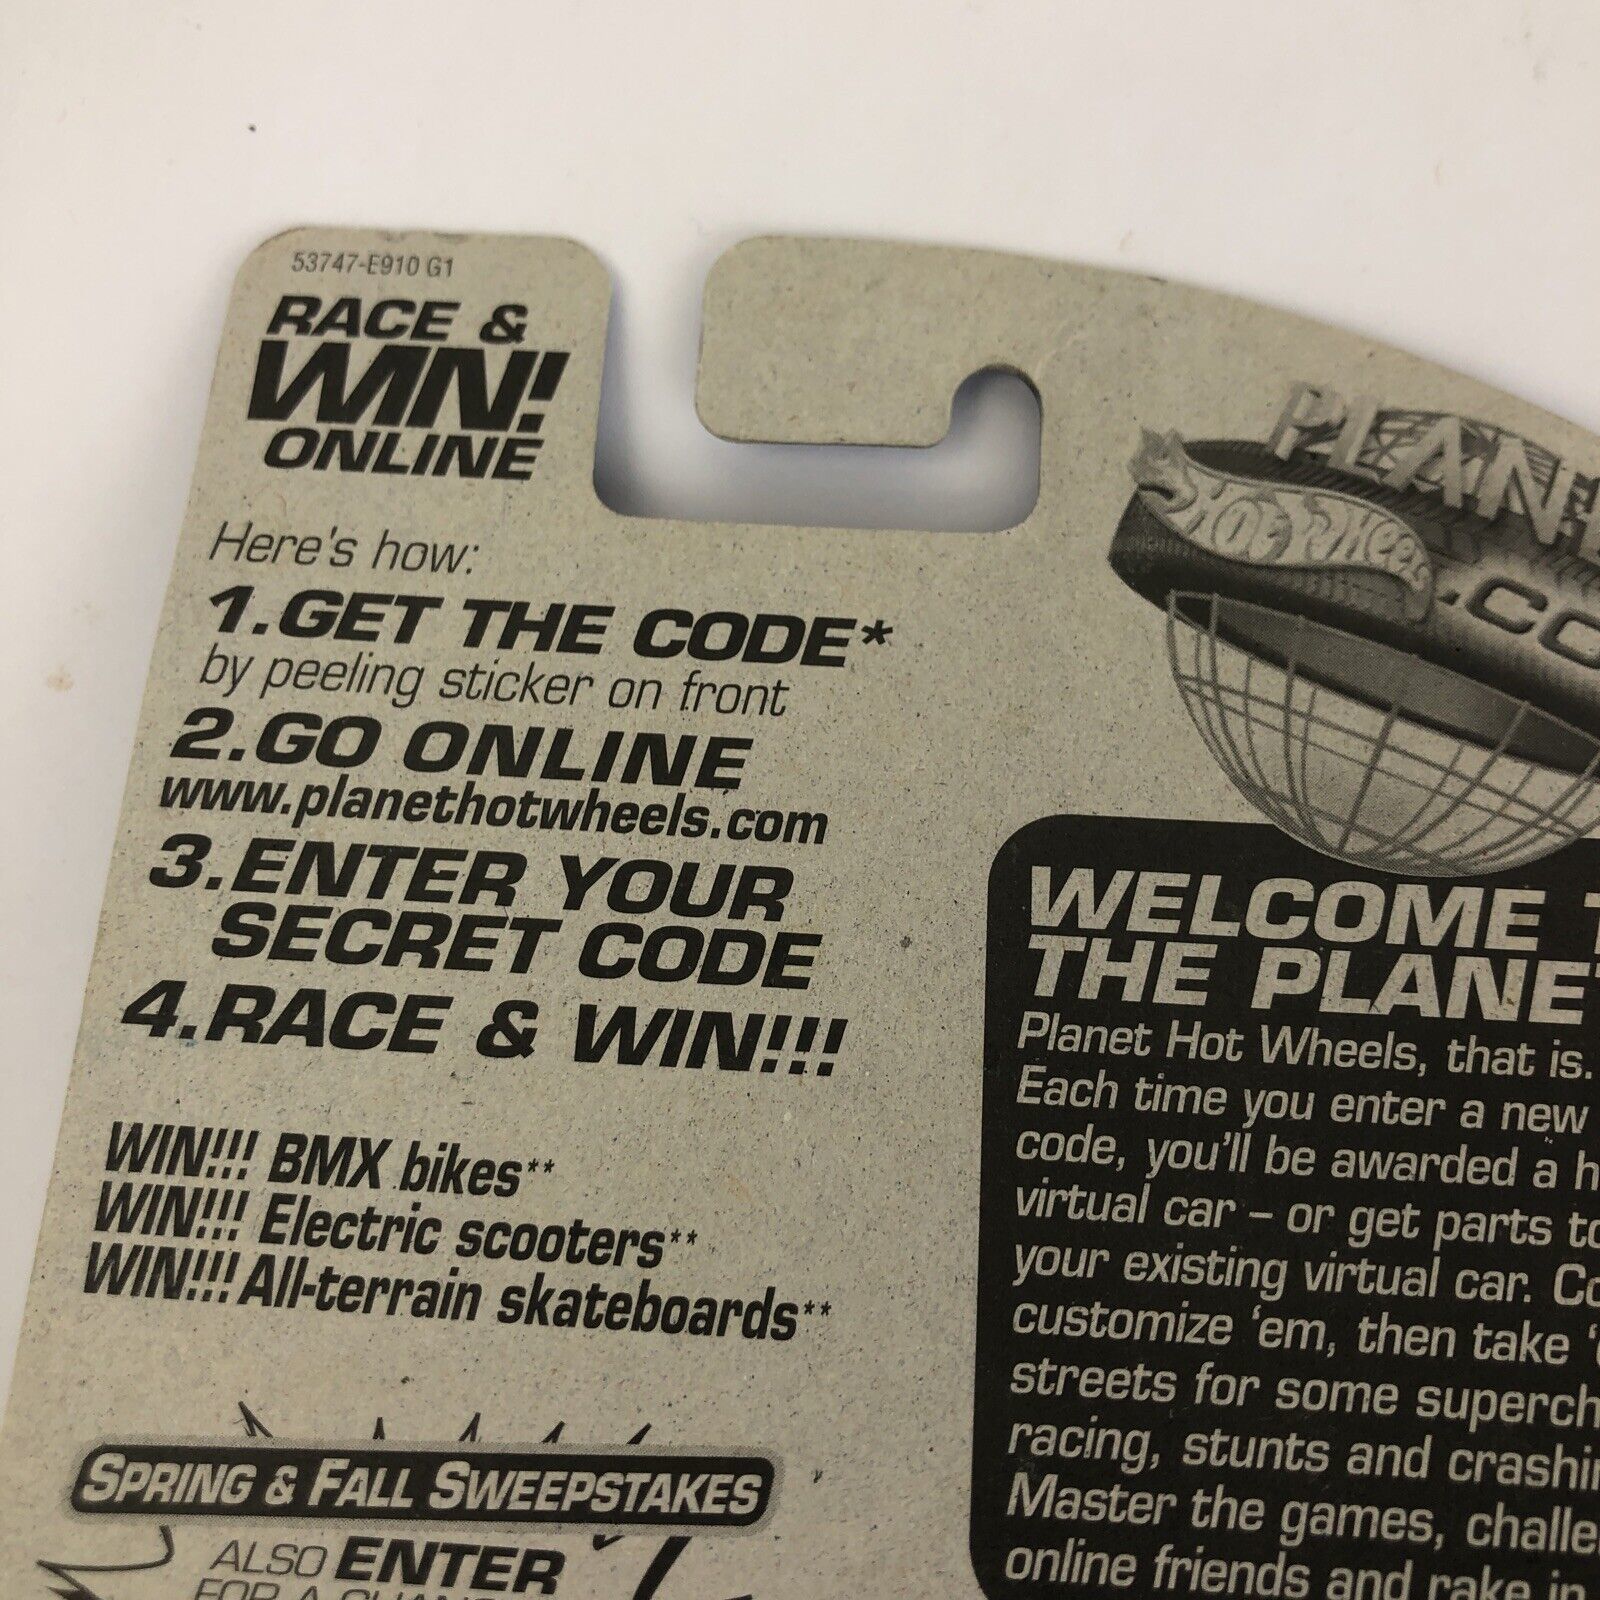 53747-E910 G1
RACE &
WIN!
ONLINE
Here's how:
1.GET THE CODE*
by peeling sticker on front
2.GO ONLINE
www.planethotwheels.com
3.ENTER YOUR
SECRET CODE
4.RACE & WIN!!!
WIN!!! BMX bikes**
WIN!!! Electric scooters**
WIN!!! All-terrain skateboards**
SPRING & FALL SWEEPSTAKES
ALSO ENTER
FOR A
Hot Wheels
WELCOME
THE
Planet Hot Wheels, that is.
Each time you enter a new
code, you'll be awarded a
virtual car – or get parts
your existing virtual car.
customize 'em, then take
streets for some
racing, stunts and
Master the games,
online friends and rake in